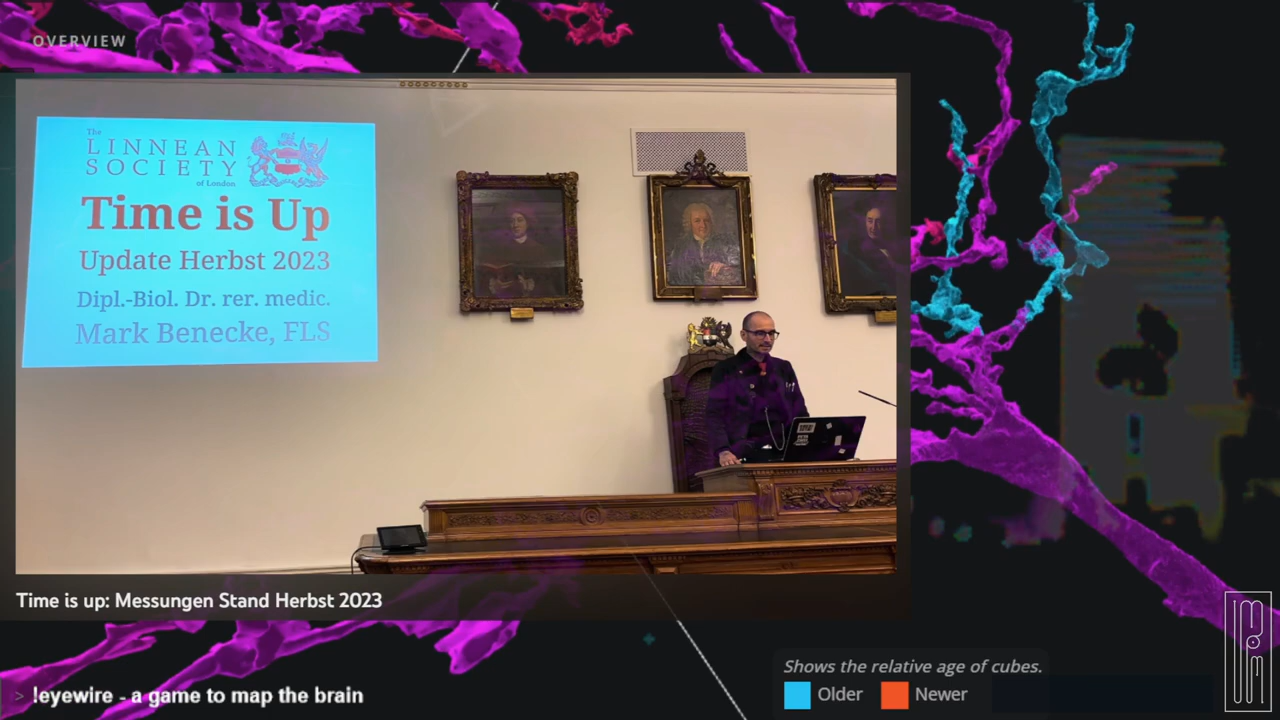 OVERVIEW
The
LINNEAN
SOCIETY
of London
Time is Up
Update Herbst 2023
Dipl.-Biol. Dr. rer. medic.
Mark Benecke, FLS
Time is up: Messungen Stand Herbst 2023
Shows the relative age of cubes.
Older Newer
> !eyewire - a game to map the brain